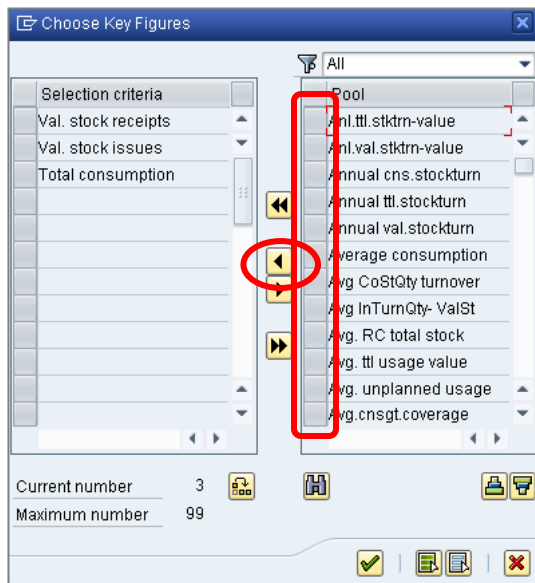 Choose Key Figures
All
Selection criteria
Val. stock receipts
Val. stock issues
Total consumption
Pool
Anl.ttl.stktrn-value
Anl.val.stktrn-value
Annual cns.stockturn
Annual ttl.stockturn
Annual val.stockturn
Average consumption
Avg CoStQty turnover
Avg InTurnQty- ValSt
Avg. RC total stock
Avg. ttl usage value
Avg. unplanned usage
Avg.cnsgt.coverage
Current number 3
Maximum number 99